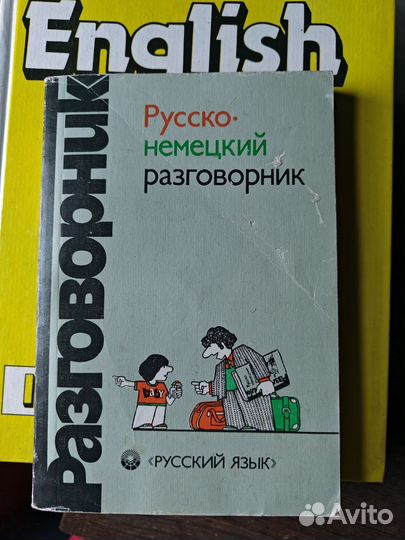 English
Разговорник
Русско-
немецкий
разговорник
«РУССКИЙ ЯЗЫК»
Avito